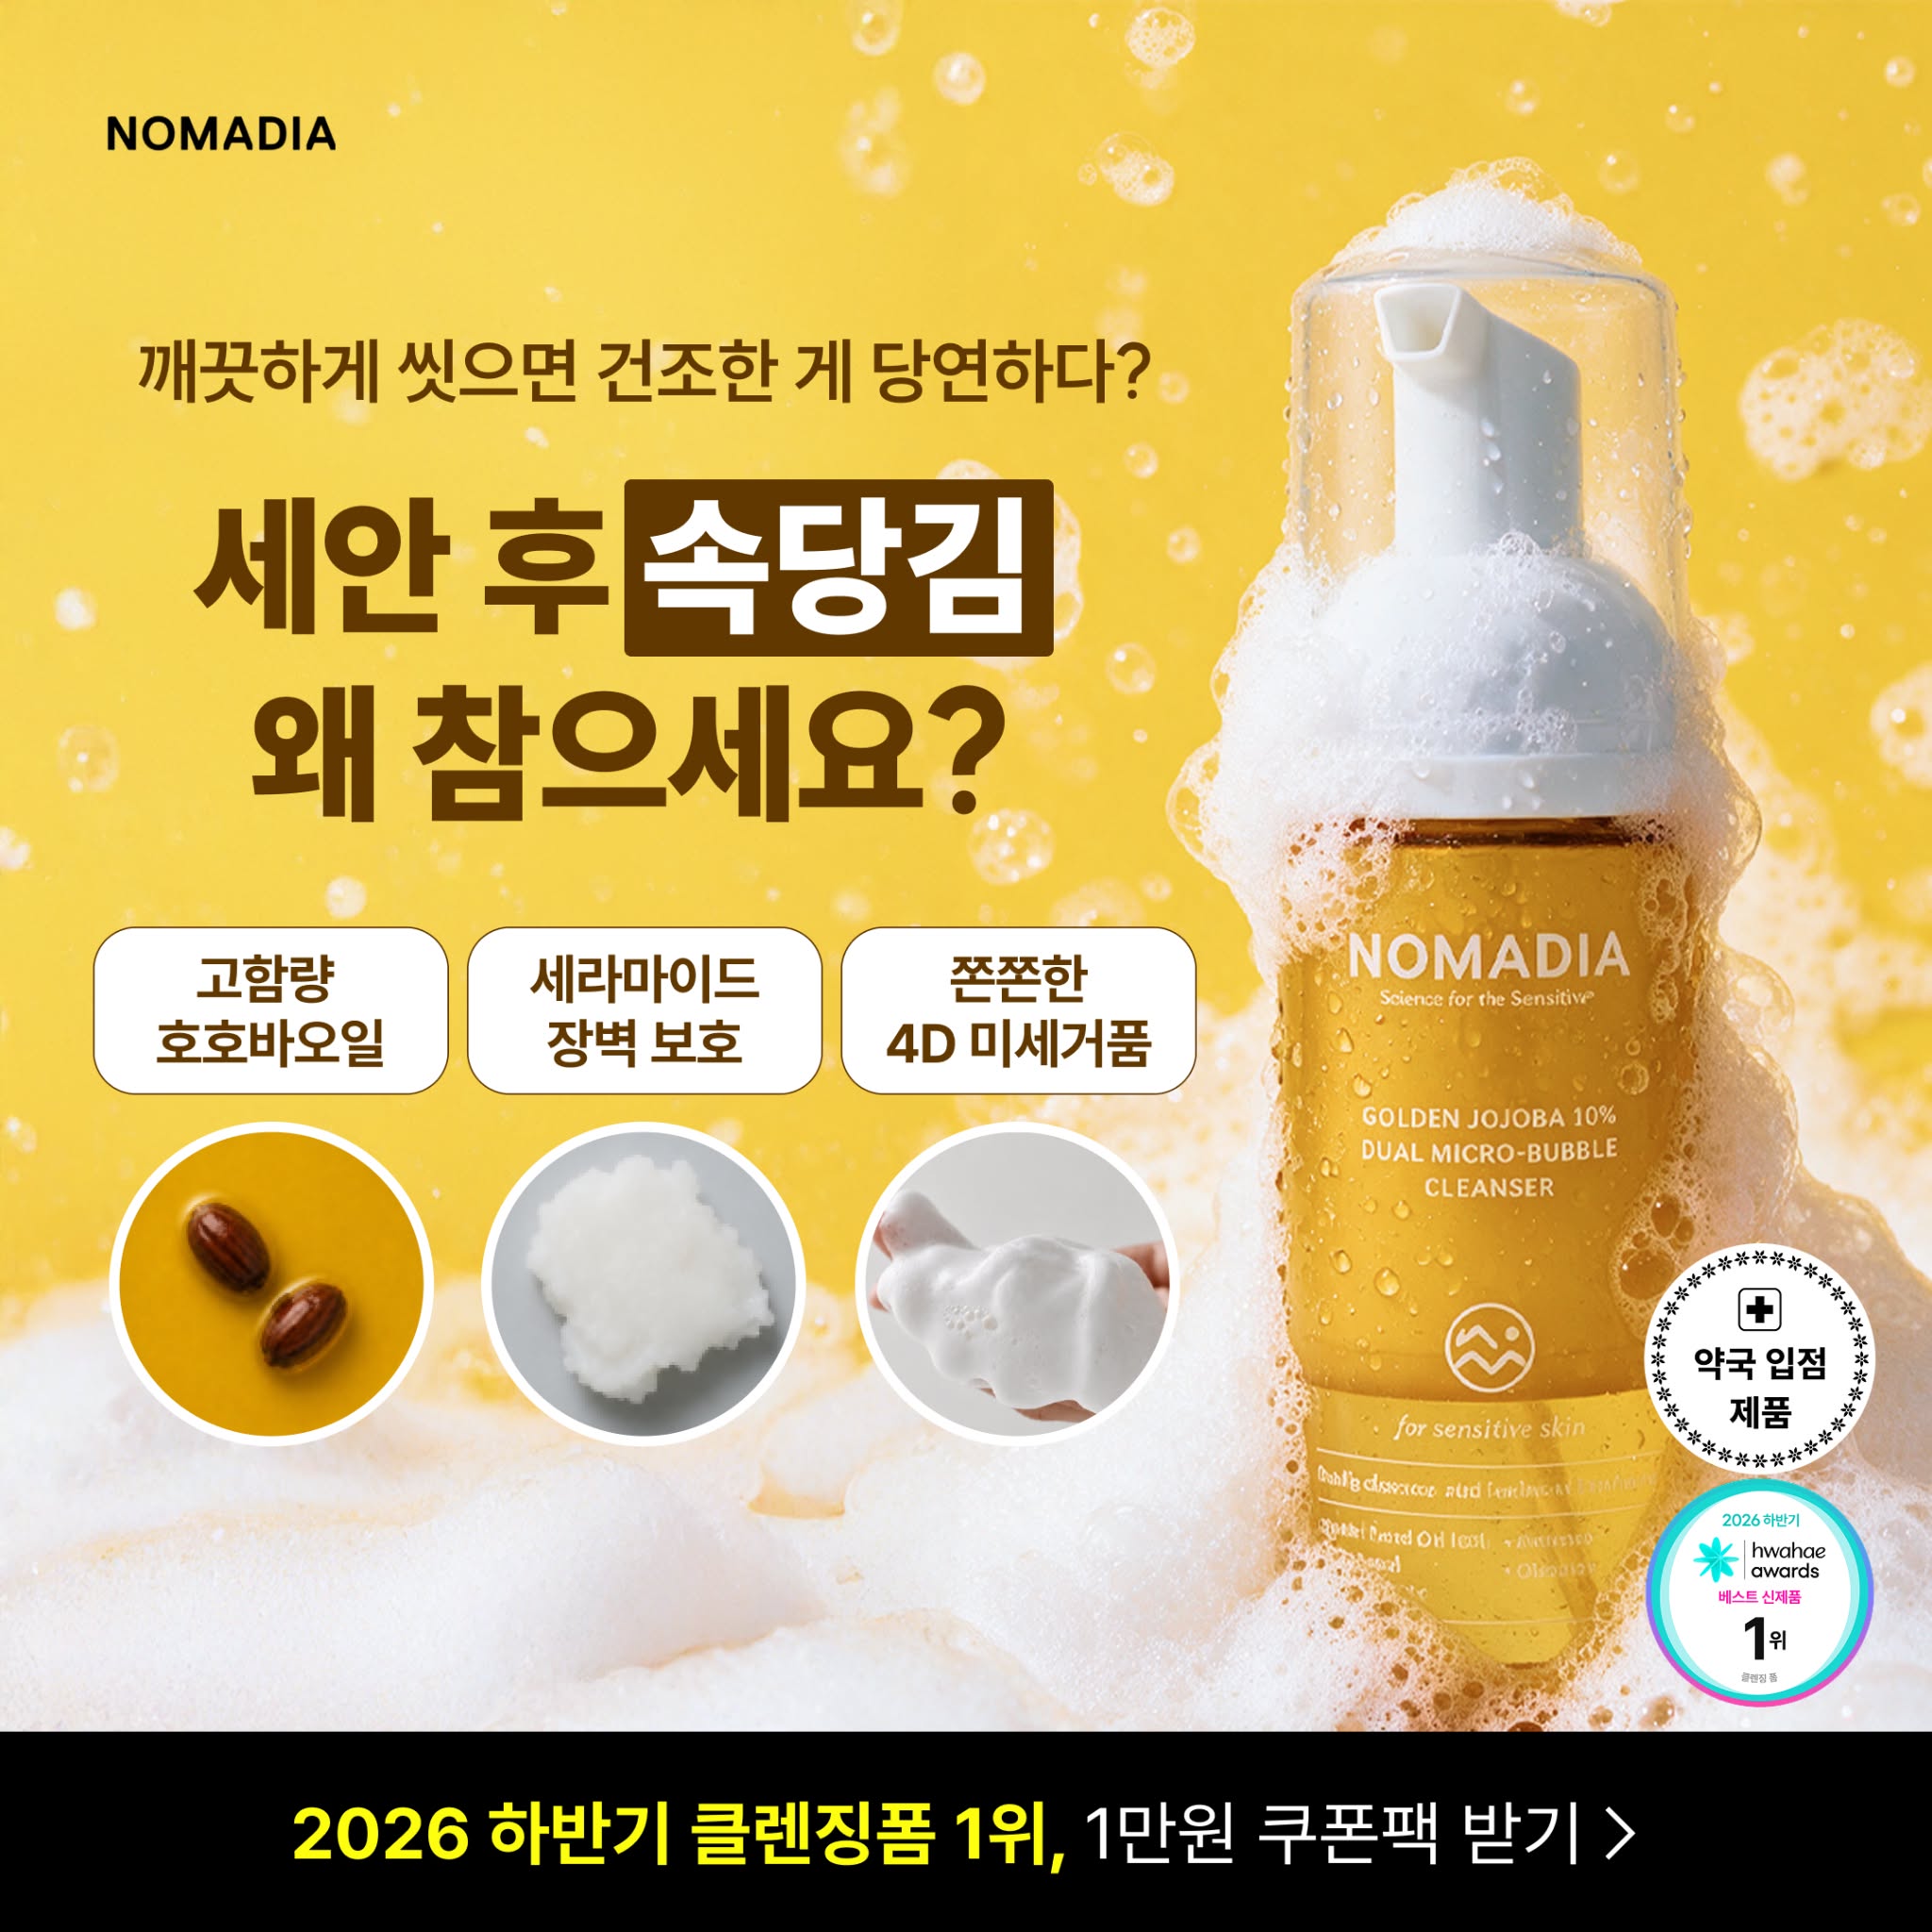 NOMADIA
깨끗하게 씻으면 건조한 게 당연하다?
세안 후 속당김
왜 참으세요?
고함량
호호바오일
세라마이드
장벽 보호
쫀쫀한
4D 미세거품
NOMADIA
Science for the Sensitive
GOLDEN JOJOBA 10%
DUAL MICRO-BUBBLE
CLEANSER
for sensitive skin
약국 입점
제품
2026 하반기
hwahae
awards
베스트 신제품
1위
클렌징 폼
2026 하반기 클렌징폼 1위, 1만원 쿠폰팩 받기 >